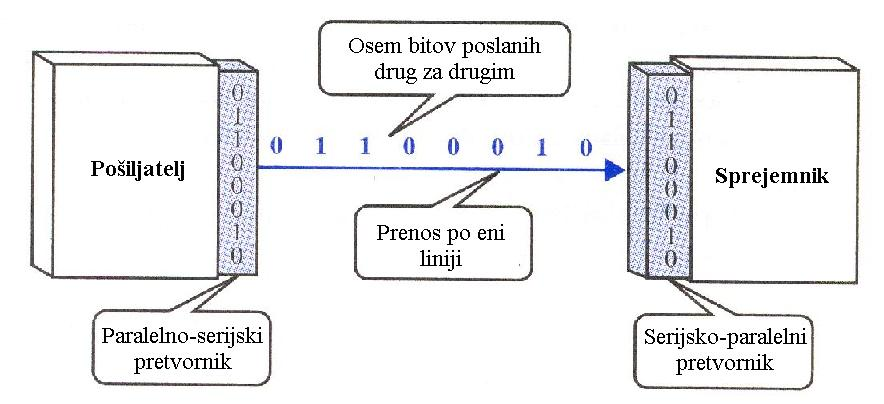 Osem bitov poslanih
drug za drugim
0 1 1 0 0 0 1 0
0
1
1
0
0
0
1
0
Pošiljatelj
0
1
1
0
0
0
1
0
Sprejemnik
Prenos po eni
liniji
Paralelno-serijski
pretvornik
Serijsko-paralelni
pretvornik